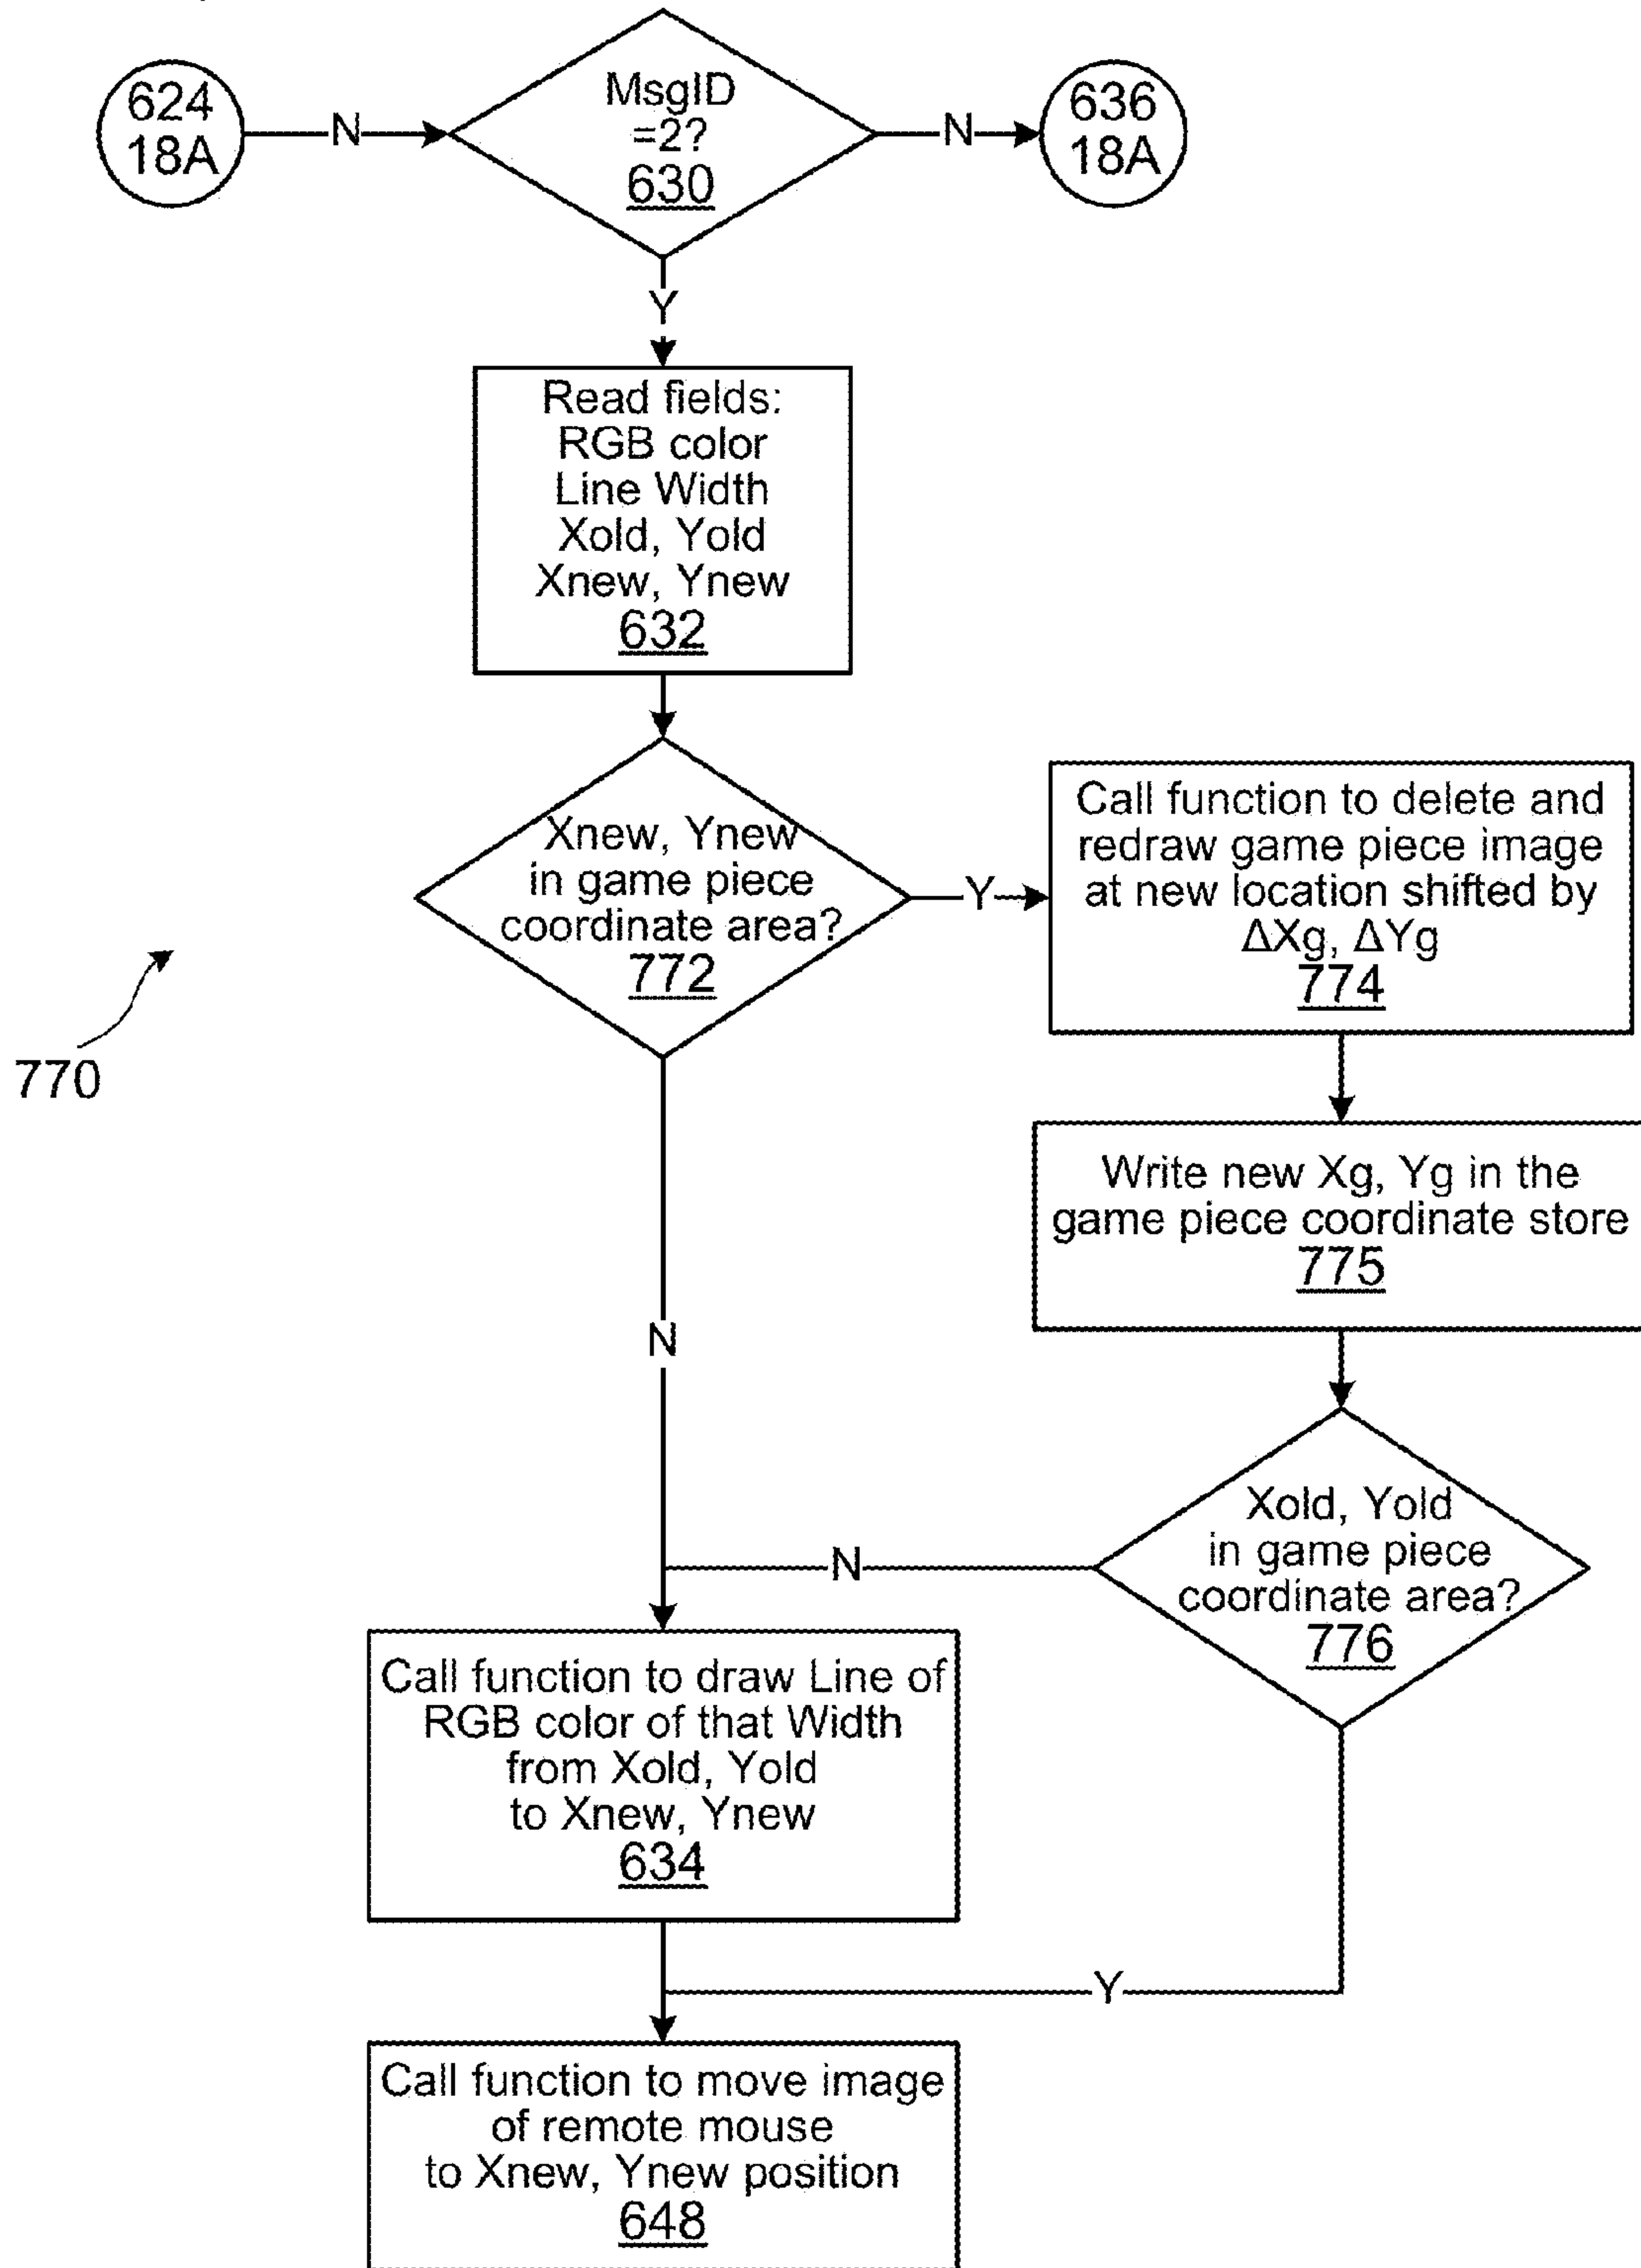 624
18A
N
MsgID
=2?
630
N
636
18A
Y
Read fields:
RGB color
Line Width
Xold, Yold
Xnew, Ynew
632
Xnew, Ynew
in game piece
coordinate area?
772
Y
Call function to delete and
redraw game piece image
at new location shifted by
ΔXg, ΔYg
774
770
Write new Xg, Yg in the
game piece coordinate store
775
N
Xold, Yold
in game piece
coordinate area?
776
N
Call function to draw Line of
RGB color of that Width
from Xold, Yold
to Xnew, Ynew
634
Y
Call function to move image
of remote mouse
to Xnew, Ynew position
648